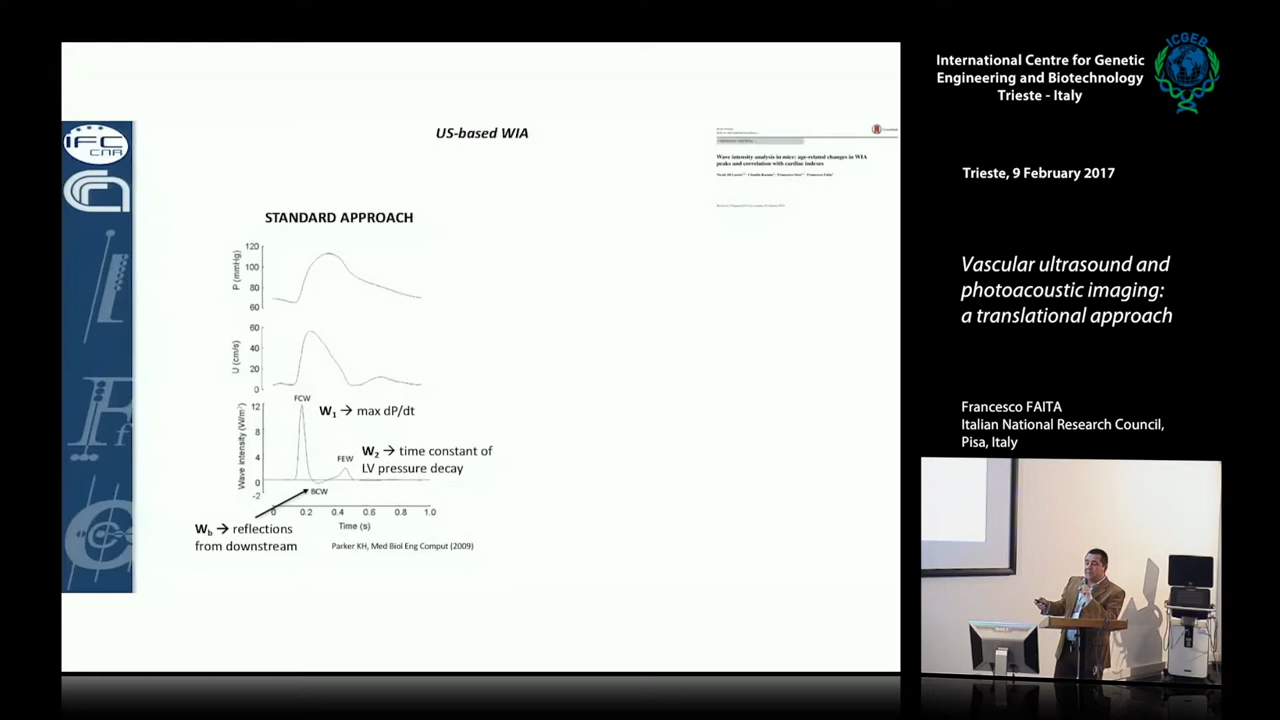 US-based WIA
Wave intensity analysis in mice: age-related changes in WIA
peaks and correlation with cardiac indexes
IFC
CNR
STANDARD APPROACH
P (mmHg)
120
100
80
60
U (cm/s)
60
40
20
0
Wave intensity (W/m²)
12
8
4
0
-2
FCW
W₁ → max dP/dt
W₂ → time constant of
LV pressure decay
FEW
BCW
0 0.2 0.4 0.6 0.8 1.0
Time (s)
Wb → reflections
from downstream
Parker KH, Med Biol Eng Comput (2009)
International Centre for Genetic
Engineering and Biotechnology
Trieste - Italy
ICGEB
Trieste, 9 February 2017
Vascular ultrasound and
photoacoustic imaging:
a translational approach
Francesco FAITA
Italian National Research Council,
Pisa, Italy